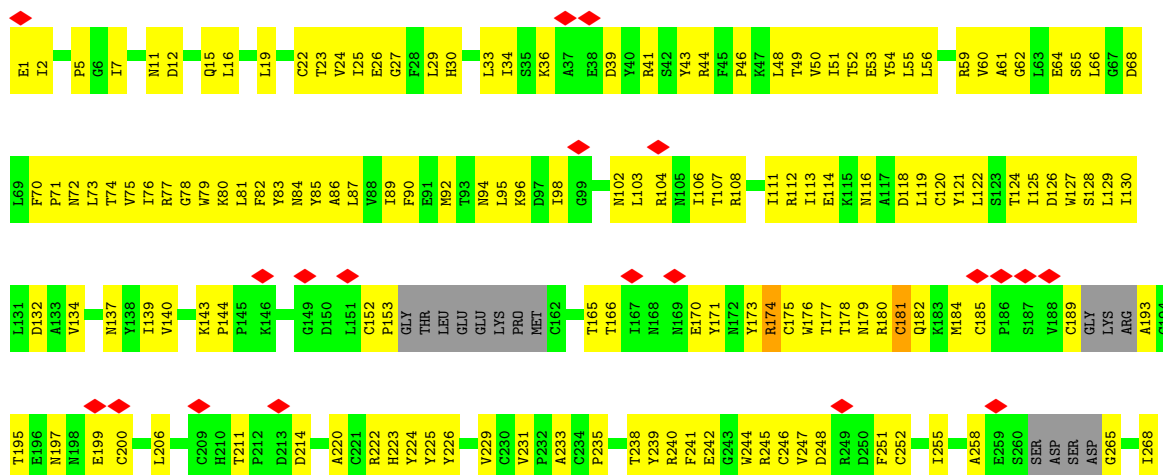 E1 I2 P5 G6 I7 N11 D12 Q15 L16 L19 C22 T23 V24 I25 E26 G27 F28 L29 H30 L33 I34 S35 K36 A37 E38 D39 Y40 R41 S42 Y43 R44 F45 P46 K47 L48 T49 V50 I51 T52 E53 Y54 L55 L56 R59 V60 A61 G62 L63 E64 S65 L66 G67 D68
L69 F70 P71 N72 L73 T74 V75 I76 R77 G78 W79 K80 L81 F82 Y83 N84 Y85 A86 L87 V88 I89 F90 E91 M92 T93 N94 L95 K96 D97 I98 G99 N102 L103 R104 N105 I106 T107 R108 I111 R112 I113 E114 K115 N116 A117 D118 L119 C120 Y121 L122 S123 T124 I125 D126 W127 S128 L129 I130
L131 D132 A133 V134 N137 Y138 I139 V140 K143 P144 P145 K146 G149 D150 L151 C152 P153 GLY THR LEU GLU GLU LYS PRO MET C162 T165 T166 I167 N168 N169 E170 Y171 N172 Y173 R174 C175 W176 T177 T178 N179 R180 C181 Q182 K183 M184 C185 P186 S187 V188 C189 GLY LYS ARG A193
T195 E196 N197 N198 E199 C200 L206 C209 H210 T211 P212 D213 D214 A220 C221 R222 H223 Y224 Y225 Y226 V229 C230 V231 P232 A233 C234 P235 T238 Y239 R240 F241 E242 G243 W244 R245 C246 V247 D248 R249 D250 F251 C252 I255 A258 E259 S260 SER ASP SER ASP G265 I268